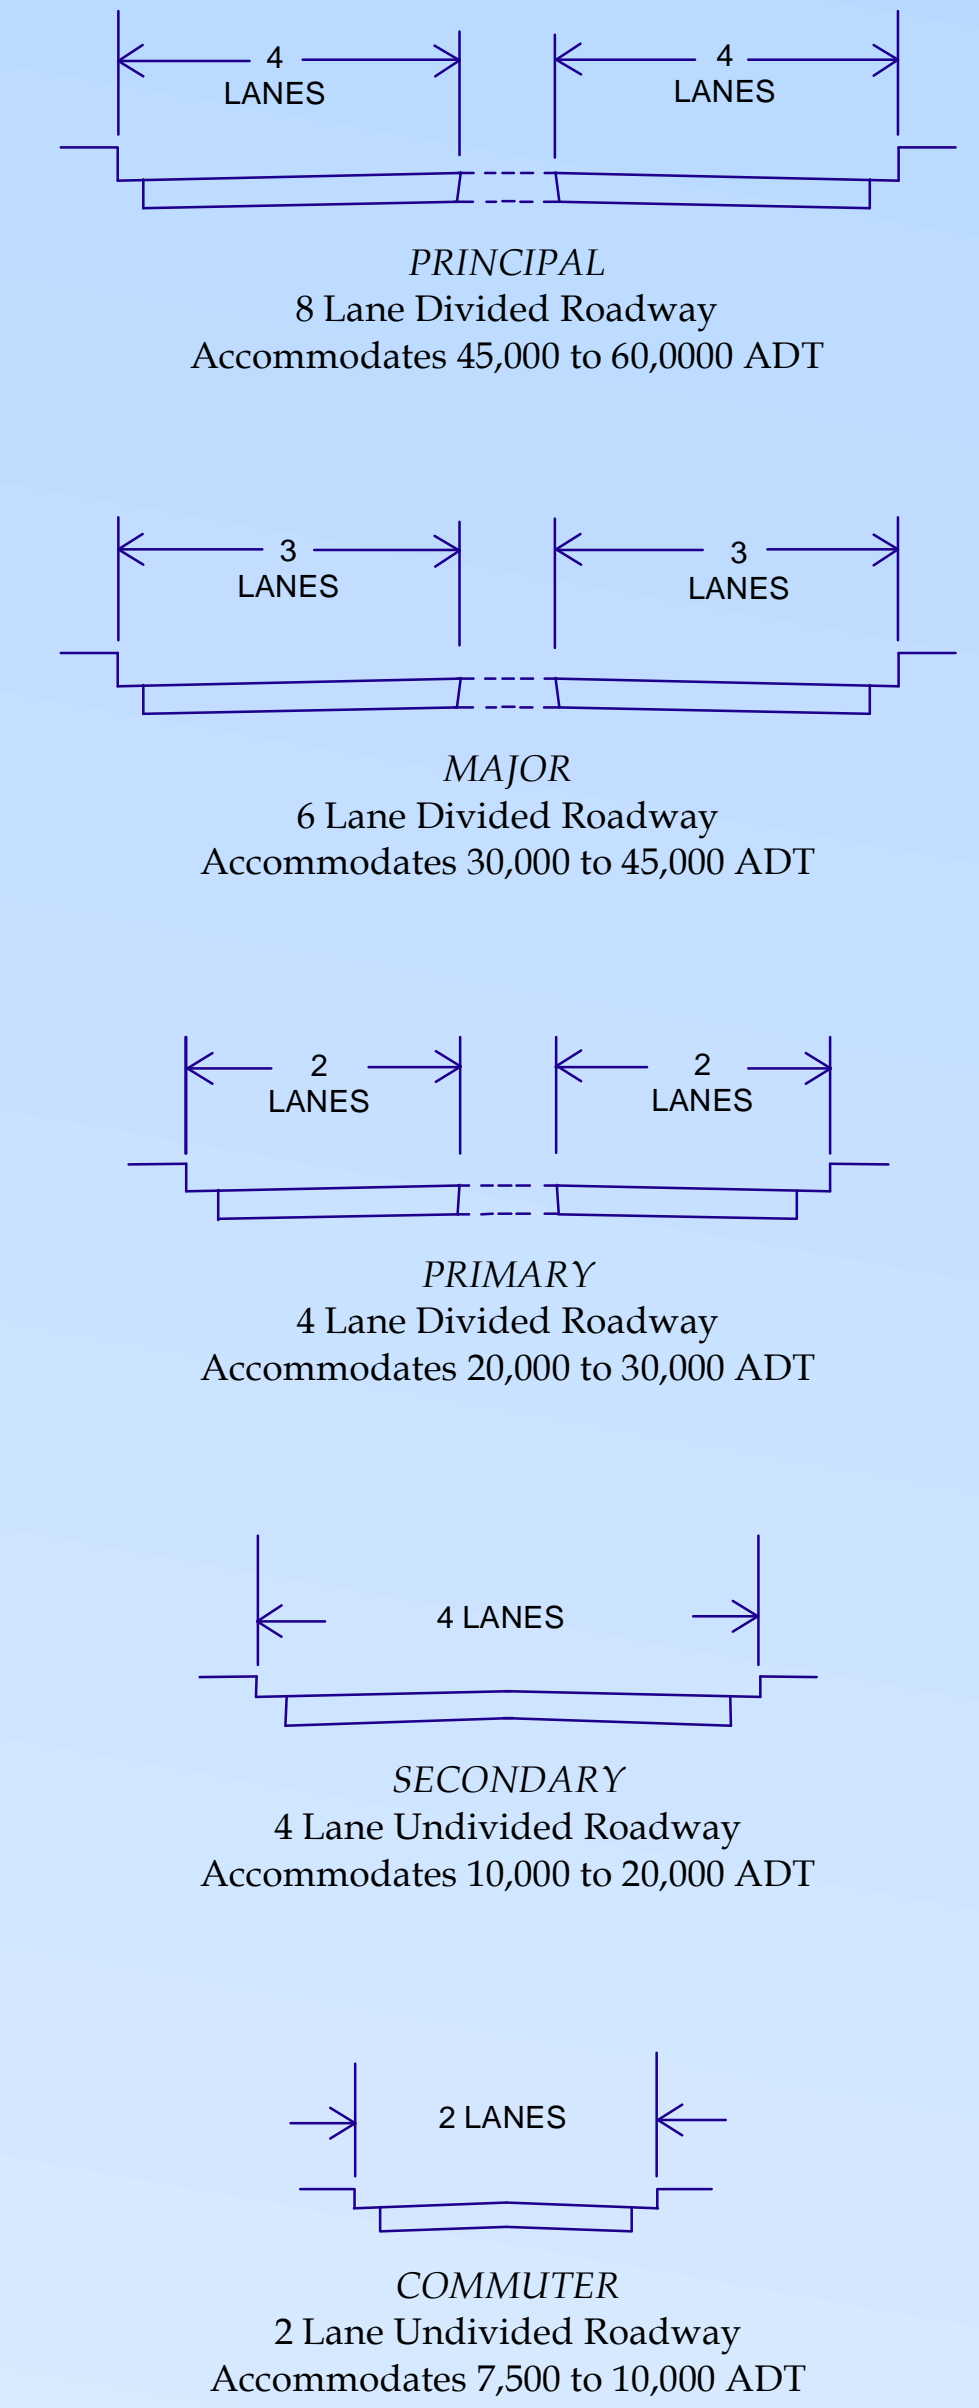 4
LANES
4
LANES
PRINCIPAL
8 Lane Divided Roadway
Accommodates 45,000 to 60,0000 ADT
3
LANES
3
LANES
MAJOR
6 Lane Divided Roadway
Accommodates 30,000 to 45,000 ADT
2
LANES
2
LANES
PRIMARY
4 Lane Divided Roadway
Accommodates 20,000 to 30,000 ADT
4 LANES
SECONDARY
4 Lane Undivided Roadway
Accommodates 10,000 to 20,000 ADT
2 LANES
COMMUTER
2 Lane Undivided Roadway
Accommodates 7,500 to 10,000 ADT